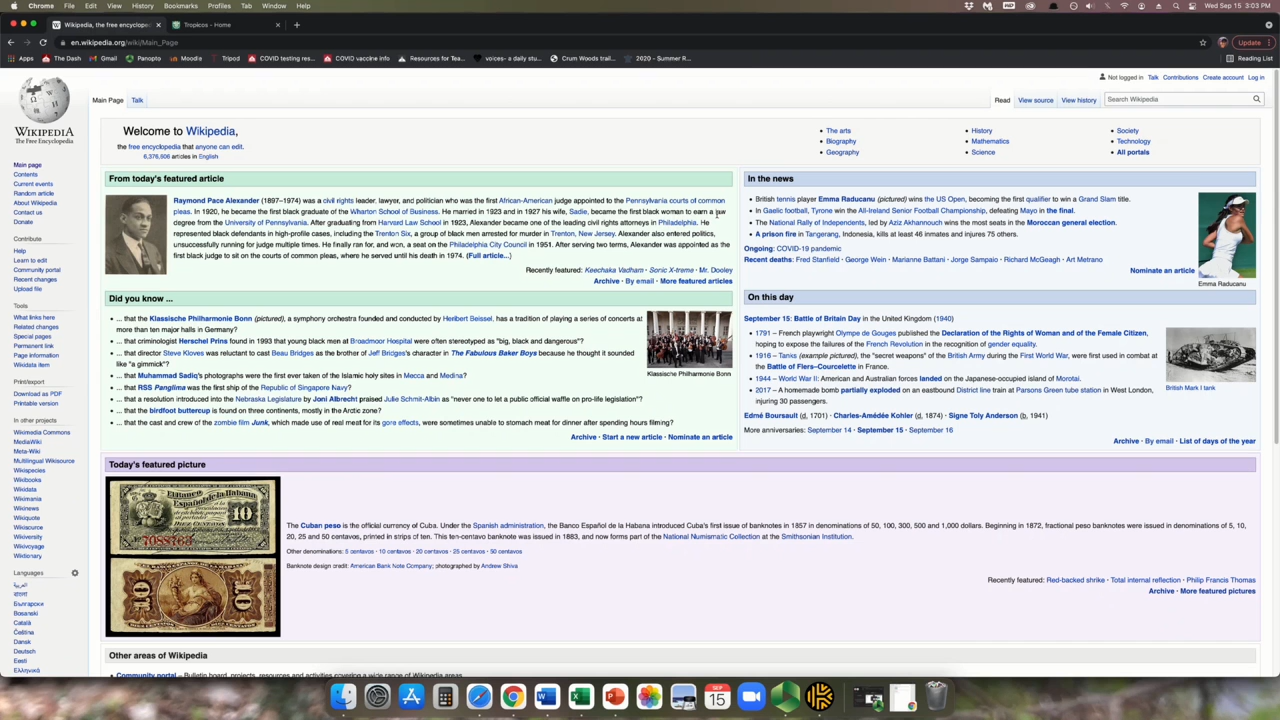 Chrome File Edit View History Bookmarks Profiles Tab Window Help Wed Sep 15 3:03 PM
Wikipedia, the free encyclope Tropicos - Home
en.wikipedia.org/wiki/Main_Page Update
Apps The Dash Gmail Panopto Moodle Tripod COVID testing res... COVID vaccine info Resources for Tea... voices- a daily stu... Crum Woods trail... 2020 - Summer R... Reading List
Not logged in Talk Contributions Create account Log in
Main Page Talk Read View source View history Search Wikipedia
WIKIPEDIA
The Free Encyclopedia
Main page
Contents
Current events
Random article
About Wikipedia
Contact us
Donate
Contribute
Help
Learn to edit
Community portal
Recent changes
Upload file
Tools
What links here
Related changes
Special pages
Permanent link
Page information
Wikidata item
Print/export
Download as PDF
Printable version
In other projects
Wikimedia Commons
MediaWiki
Meta-Wiki
Multilingual Wikisource
Wikispecies
Wikibooks
Wikidata
Wikimania
Wikinews
Wikiquote
Wikisource
Wikiversity
Wikivoyage
Wiktionary
Languages
العربية
বাংলা
Български
Bosanski
Català
Čeština
Dansk
Deutsch
Eesti
Ελληνικά
Welcome to Wikipedia,
the free encyclopedia that anyone can edit.
6,376,606 articles in English
The arts
Biography
Geography
History
Mathematics
Science
Society
Technology
All portals
From today's featured article
Raymond Pace Alexander (1897–1974) was a civil rights leader, lawyer, and politician who was the first African-American judge appointed to the Pennsylvania courts of common
pleas. In 1920, he became the first black graduate of the Wharton School of Business. He married in 1923 and in 1927 his wife, Sadie, became the first black woman to earn a law
degree from the University of Pennsylvania. After graduating from Harvard Law School in 1923, Alexander became one of the leading civil rights attorneys in Philadelphia. He
represented black defendants in high-profile cases, including the Trenton Six, a group of black men arrested for murder in Trenton, New Jersey. Alexander also entered politics,
unsuccessfully running for judge multiple times. He finally ran for, and won, a seat on the Philadelphia City Council in 1951. After serving two terms, Alexander was appointed as the
first black judge to sit on the courts of common pleas, where he served until his death in 1974. (Full article...)
Recently featured: Keechaka Vadham · Sonic X-treme · Mr. Dooley
Archive · By email · More featured articles
Did you know ...
... that the Klassische Philharmonie Bonn (pictured), a symphony orchestra founded and conducted by Heribert Beissel, has a tradition of playing a series of concerts at
more than ten major halls in Germany?
... that criminologist Herschel Prins found in 1993 that young black men at Broadmoor Hospital were often stereotyped as "big, black and dangerous"?
... that director Steve Kloves was reluctant to cast Beau Bridges as the brother of Jeff Bridges's character in The Fabulous Baker Boys because he thought it sounded
like "a gimmick"?
... that Muhammad Sadiq's photographs were the first ever taken of the Islamic holy sites in Mecca and Medina?
... that RSS Panglima was the first ship of the Republic of Singapore Navy?
... that a resolution introduced into the Nebraska Legislature by Joni Albrecht praised Julie Schmit-Albin as "never one to let a public official waffle on pro-life legislation"?
... that the birdfoot buttercup is found on three continents, mostly in the Arctic zone?
... that the cast and crew of the zombie film Junk, which made use of real meat for its gore effects, were sometimes unable to stomach meat for dinner after spending hours filming?
Klassische Philharmonie Bonn
Archive · Start a new article · Nominate an article
In the news
British tennis player Emma Raducanu (pictured) wins the US Open, becoming the first qualifier to win a Grand Slam title.
In Gaelic football, Tyrone win the All-Ireland Senior Football Championship, defeating Mayo in the final.
The National Rally of Independents, led by Aziz Akhannouch, wins the most seats in the Moroccan general election.
A prison fire in Tangerang, Indonesia, kills at least 46 inmates and injures 75 others.
Ongoing: COVID-19 pandemic
Recent deaths: Fred Stanfield · George Wein · Marianne Battani · Jorge Sampaio · Richard McGeagh · Art Metrano
Nominate an article
Emma Raducanu
On this day
September 15: Battle of Britain Day in the United Kingdom (1940)
1791 – French playwright Olympe de Gouges published the Declaration of the Rights of Woman and of the Female Citizen,
hoping to expose the failures of the French Revolution in recognition of gender equality.
1916 – Tanks (example pictured), the "secret weapons" of the British Army during the First World War, were first used in combat at
the Battle of Flers–Courcelette in France.
1944 – World War II: American and Australian forces landed on the Japanese-occupied island of Morotai.
2017 – A homemade bomb partially exploded on District line train at Parsons Green tube station in West London,
injuring 30 passengers.
British Mark I tank
Edmé Boursault (d. 1701) · Charles-Amédée Kohler (d. 1874) · Signe Toly Anderson (b. 1941)
More anniversaries: September 14 · September 15 · September 16
Archive · By email · List of days of the year
Today's featured picture
The Cuban peso is the official currency of Cuba. Under the Spanish administration, the Banco Español de la Habana introduced Cuba's first issue of banknotes in 1857 in denominations of 50, 100, 300, 500 and 1,000 dollars. Beginning in 1872, fractional peso banknotes were issued in denominations of 5, 10,
20, 25 and 50 centavos, printed in strips of ten. This ten-centavo banknote was issued in 1883, and now forms part of the National Numismatic Collection at the Smithsonian Institution.
Other denominations: 5 centavos · 10 centavos · 20 centavos · 25 centavos · 50 centavos
Banknote design credit: American Bank Note Company; photographed by Andrew Shiva
Recently featured: Red-backed shrike · Total internal reflection · Philip Francis Thomas
Archive · More featured pictures
Other areas of Wikipedia
Community portal – Bulletin board, projects, resources and activities covering a wide range of Wikipedia areas.